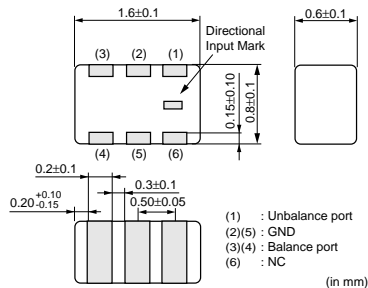 1.6±0.1
0.6±0.1
Directional
Input Mark
(3) (2) (1)
0.15±0.10
0.8±0.1
(4) (5) (6)
0.2±0.1
0.3±0.1
0.20 +0.10 -0.15
0.50±0.05
(1) : Unbalance port
(2)(5) : GND
(3)(4) : Balance port
(6) : NC
(in mm)